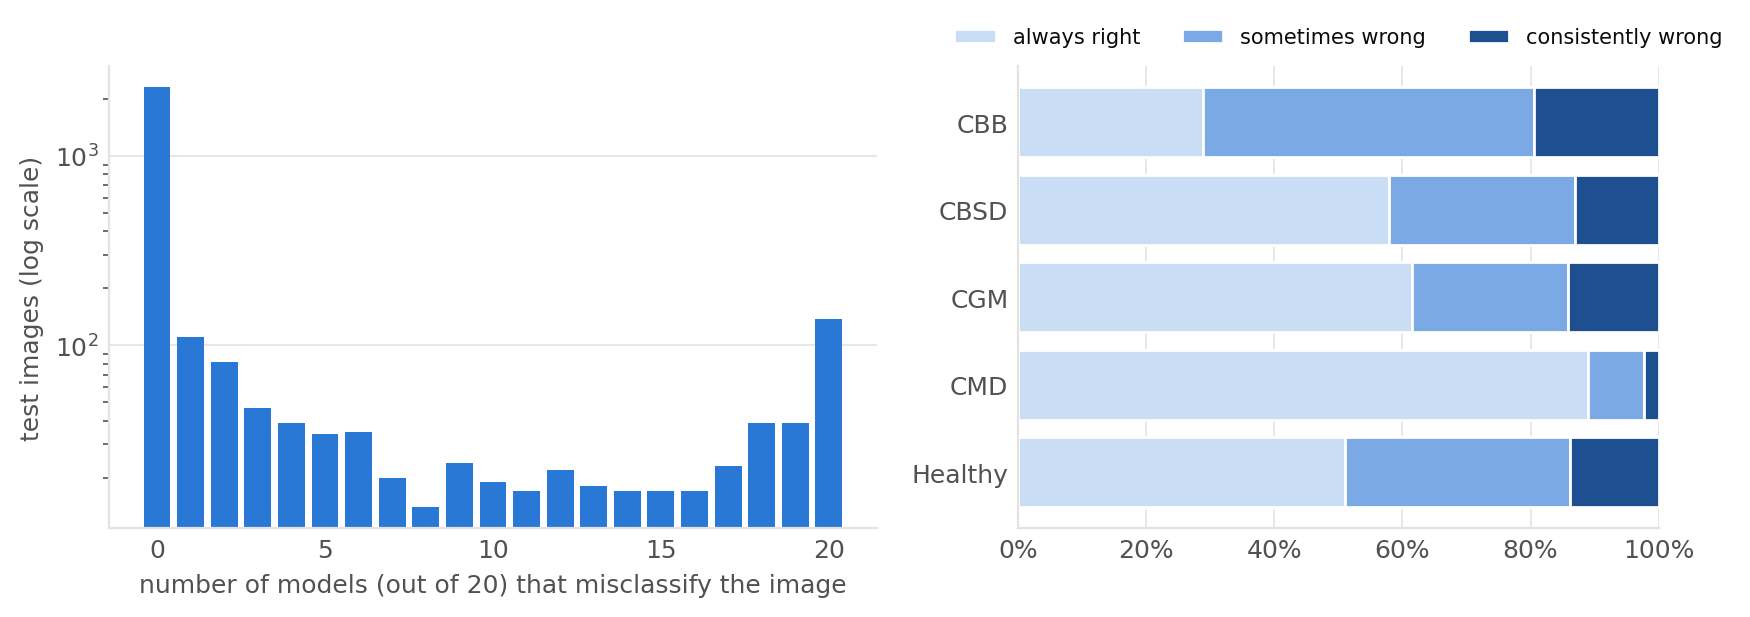 always right sometimes wrong consistently wrong
test images (log scale)
10³
10²
0 5 10 15 20
number of models (out of 20) that misclassify the image
CBB
CBSD
CGM
CMD
Healthy
0% 20% 40% 60% 80% 100%